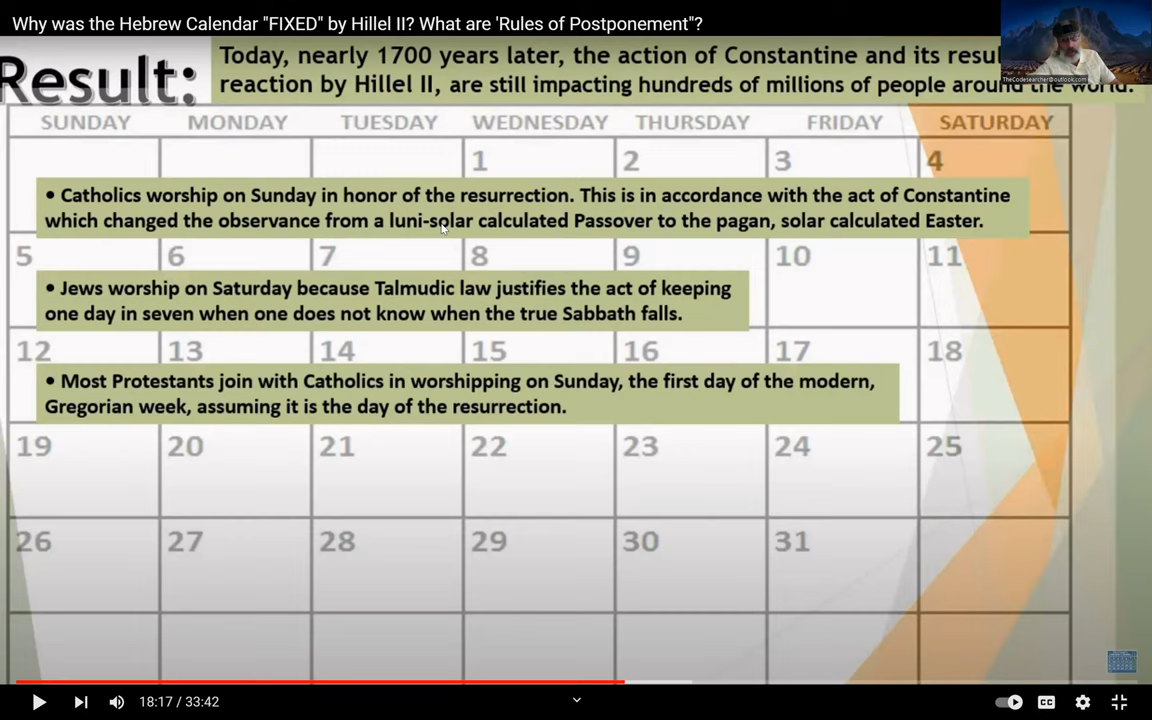 Why was the Hebrew Calendar "FIXED" by Hillel II? What are 'Rules of Postponement"?
Result:
Today, nearly 1700 years later, the action of Constantine and its
reaction by Hillel II, are still impacting hundreds of millions of people around the world.
TheCodesearcher@outlook.com
SUNDAY MONDAY TUESDAY WEDNESDAY THURSDAY FRIDAY SATURDAY
1 2 3 4
• Catholics worship on Sunday in honor of the resurrection. This is in accordance with the act of Constantine
which changed the observance from a luni-solar calculated Passover to the pagan, solar calculated Easter.
5 6 7 8 9 10 11
• Jews worship on Saturday because Talmudic law justifies the act of keeping
one day in seven when one does not know when the true Sabbath falls.
12 13 14 15 16 17 18
• Most Protestants join with Catholics in worshipping on Sunday, the first day of the modern,
Gregorian week, assuming it is the day of the resurrection.
19 20 21 22 23 24 25
26 27 28 29 30 31
18:17 / 33:42
CC